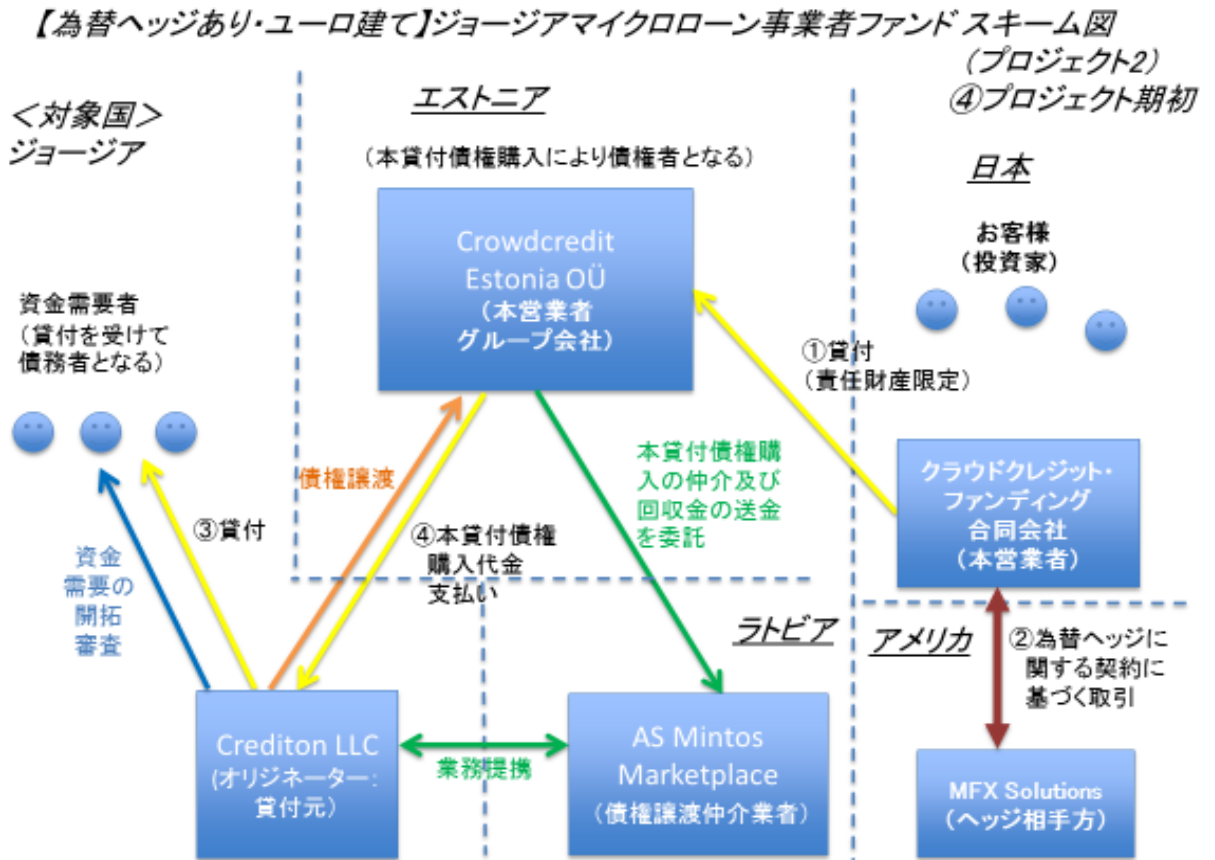 【為替ヘッジあり・ユーロ建て】ジョージアマイクロローン事業者ファンド スキーム図
(プロジェクト2)
④プロジェクト期初
<対象国>
ジョージア
エストニア
(本貸付債権購入により債権者となる)
日本
お客様
(投資家)
Crowdcredit
Estonia OÜ
(本営業者
グループ会社)
資金需要者
(貸付を受けて
債務者となる)
①貸付
(責任財産限定)
債権譲渡
本貸付債権購
入の仲介及び
回収金の送金
を委託
クラウドクレジット・
ファンディング
合同会社
(本営業者)
③貸付
④本貸付債権
購入代金
支払い
資金
需要の
開拓
審査
ラトビア
アメリカ
②為替ヘッジに
関する契約に
基づく取引
Crediton LLC
(オリジネーター:
貸付元)
業務提携
AS Mintos
Marketplace
(債権譲渡仲介業者)
MFX Solutions
(ヘッジ相手方)